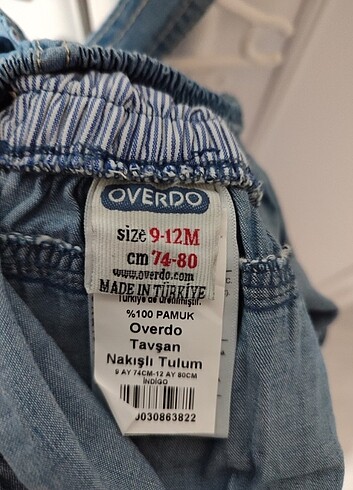 OVERDO
size 9-12M
cm 74-80
www.overdo.com
MADE IN TÜRKİYE
Türkiye'de üretilmiştir.
%100 PAMUK
Overdo
Tavşan
Nakışlı Tulum
9 AY 74CM-12 AY 80CM
İNDİGO
0030863822